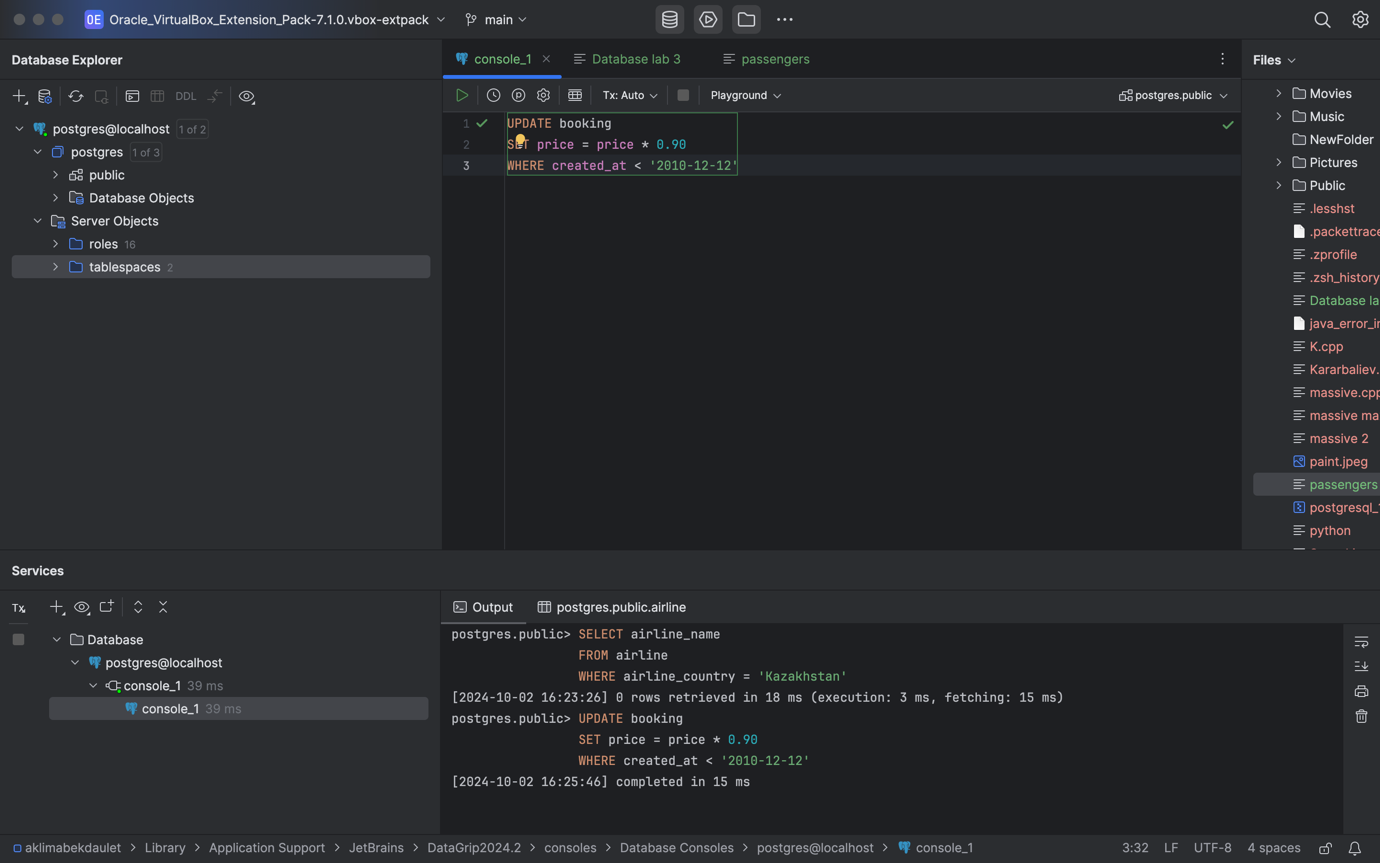 OE Oracle_VirtualBox_Extension_Pack-7.1.0.vbox-extpack main
Database Explorer
DDL
postgres@localhost 1 of 2
postgres 1 of 3
public
Database Objects
Server Objects
roles 16
tablespaces 2
console_1 Database lab 3 passengers
Tx: Auto Playground postgres.public
1 UPDATE booking
2 SET price = price * 0.90
3 WHERE created_at < '2010-12-12'
Files
Movies
Music
NewFolder
Pictures
Public
.lesshst
.packettrace
.zprofile
.zsh_history
Database la
java_error_in
K.cpp
Kararbaliev.
massive.cpp
massive ma
massive 2
paint.jpeg
passengers
postgresql_
python
Services
Tx
Database
postgres@localhost
console_1 39 ms
console_1 39 ms
Output postgres.public.airline
postgres.public> SELECT airline_name
FROM airline
WHERE airline_country = 'Kazakhstan'
[2024-10-02 16:23:26] 0 rows retrieved in 18 ms (execution: 3 ms, fetching: 15 ms)
postgres.public> UPDATE booking
SET price = price * 0.90
WHERE created_at < '2010-12-12'
[2024-10-02 16:25:46] completed in 15 ms
aklimabekdaulet > Library > Application Support > JetBrains > DataGrip2024.2 > consoles > Database Consoles > postgres@localhost > console_1 3:32 LF UTF-8 4 spaces